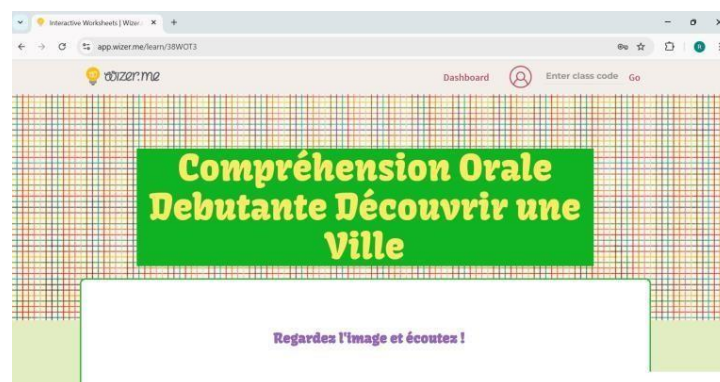 Interactive Worksheets | Wizer
app.wizer.me/learn/38WOT3
wizer.me
Dashboard
Enter class code
Go
Compréhension Orale
Debutante Découvrir une
Ville
Regardez l'image et écoutez !